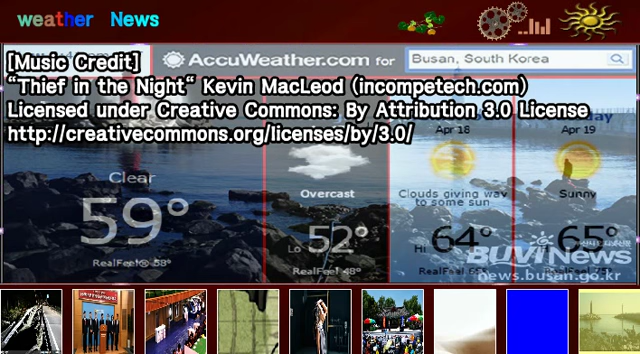 weather News
AccuWeather.com for Busan, South Korea
[Music Credit]
“Thief in the Night“ Kevin MacLeod (incompetech.com)
Licensed under Creative Commons: By Attribution 3.0 License
http://creativecommons.org/licenses/by/3.0/
Apr 18
Apr 19
Clear
59°
RealFeel® 58°
Overcast
Lo 52°
RealFeel 48°
Clouds giving way
to some sun
Hi 64°
RealFeel
Sunny
65°
RealFeel
BUVI News
news.busan.go.kr